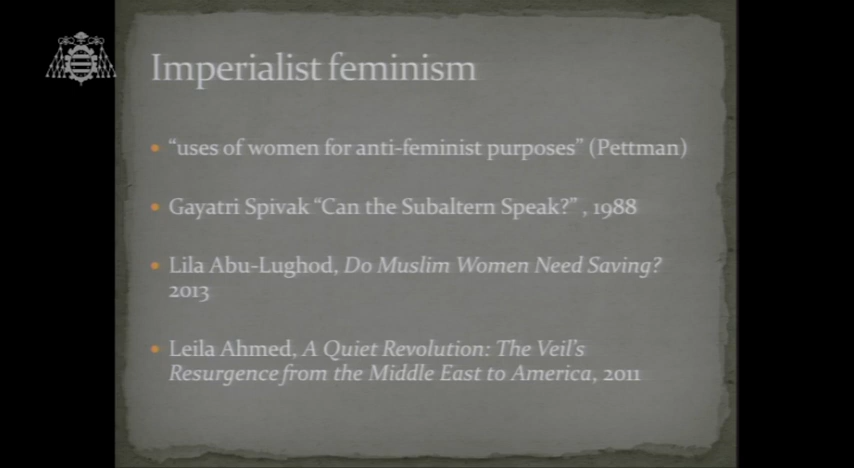 Imperialist feminism
“uses of women for anti-feminist purposes” (Pettman)
Gayatri Spivak “Can the Subaltern Speak?” , 1988
Lila Abu-Lughod, Do Muslim Women Need Saving?
2013
Leila Ahmed, A Quiet Revolution: The Veil’s
Resurgence from the Middle East to America, 2011